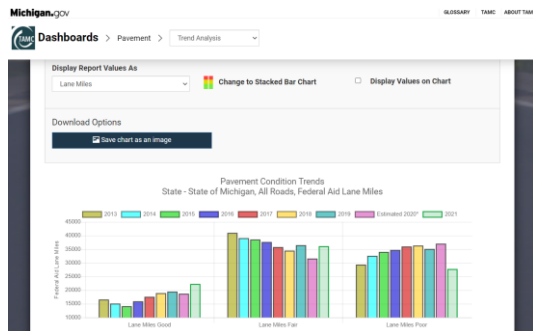 Michigan.gov
GLOSSARY TAMC ABOUT TAM
TAMC Dashboards > Pavement > Trend Analysis
Display Report Values As
Lane Miles
Change to Stacked Bar Chart
Display Values on Chart
Download Options
Save chart as an image
Pavement Condition Trends
State - State of Michigan, All Roads, Federal Aid Lane Miles
2013 2014 2015 2016 2017 2018 2019 Estimated 2020* 2021
45000
40000
35000
30000
25000
20000
15000
10000
Federal Aid Lane Miles
Lane Miles Good Lane Miles Fair Lane Miles Poor